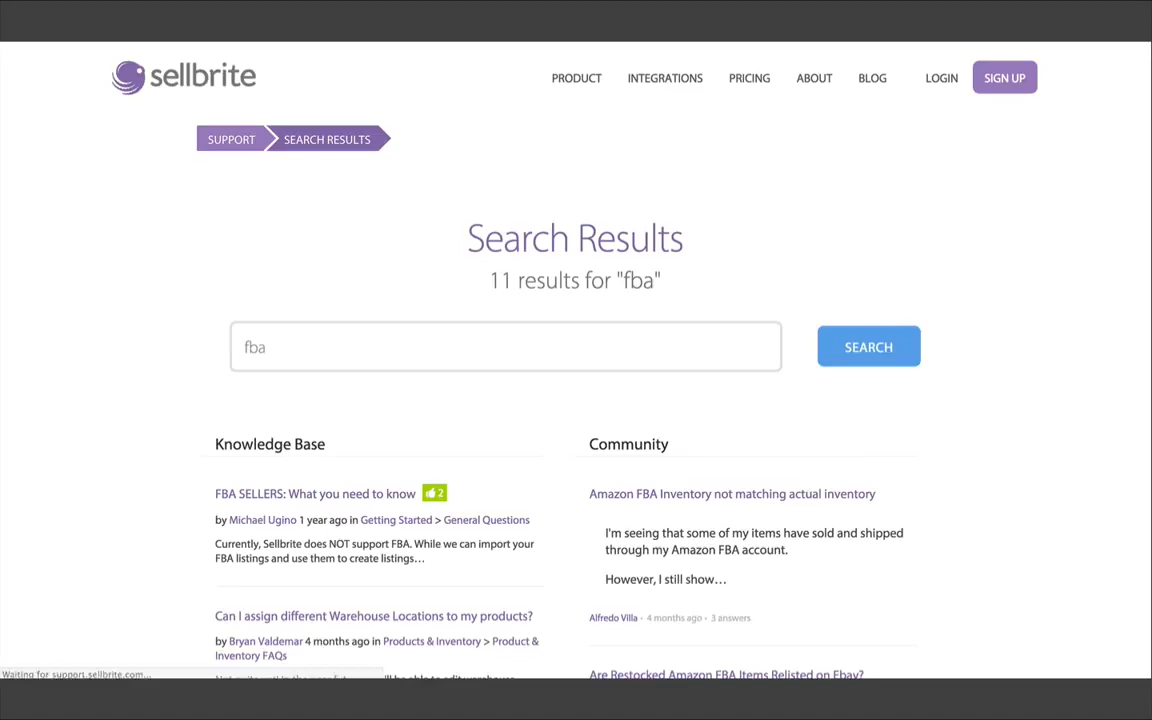 sellbrite
PRODUCT INTEGRATIONS PRICING ABOUT BLOG LOGIN SIGN UP
SUPPORT SEARCH RESULTS
Search Results
11 results for "fba"
fba
SEARCH
Knowledge Base
FBA SELLERS: What you need to know 2
by Michael Ugino 1 year ago in Getting Started > General Questions
Currently, Sellbrite does NOT support FBA. While we can import your
FBA listings and use them to create listings...
Can I assign different Warehouse Locations to my products?
by Bryan Valdemar 4 months ago in Products & Inventory > Product &
Inventory FAQs
Community
Amazon FBA Inventory not matching actual inventory
I'm seeing that some of my items have sold and shipped
through my Amazon FBA account.
However, I still show...
Alfredo Villa · 4 months ago · 3 answers
Are Restocked Amazon FBA Items Relisted on Ebay?
Waiting for support.sellbrite.com...